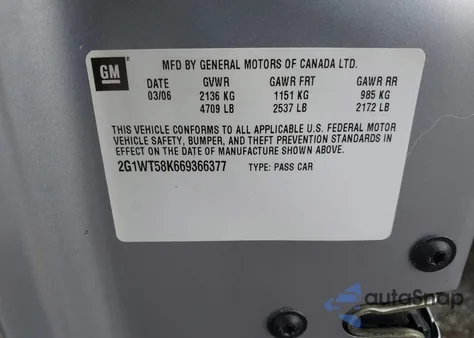 GM
MFD BY GENERAL MOTORS OF CANADA LTD.
DATE GVWR GAWR FRT GAWR RR
03/06 2136 KG 1151 KG 985 KG
4709 LB 2537 LB 2172 LB
THIS VEHICLE CONFORMS TO ALL APPLICABLE U.S. FEDERAL MOTOR
VEHICLE SAFETY, BUMPER, AND THEFT PREVENTION STANDARDS
IN EFFECT ON THE DATE OF MANUFACTURE SHOWN ABOVE.
2G1WT58K669366377 TYPE: PASS CAR
autoSnap